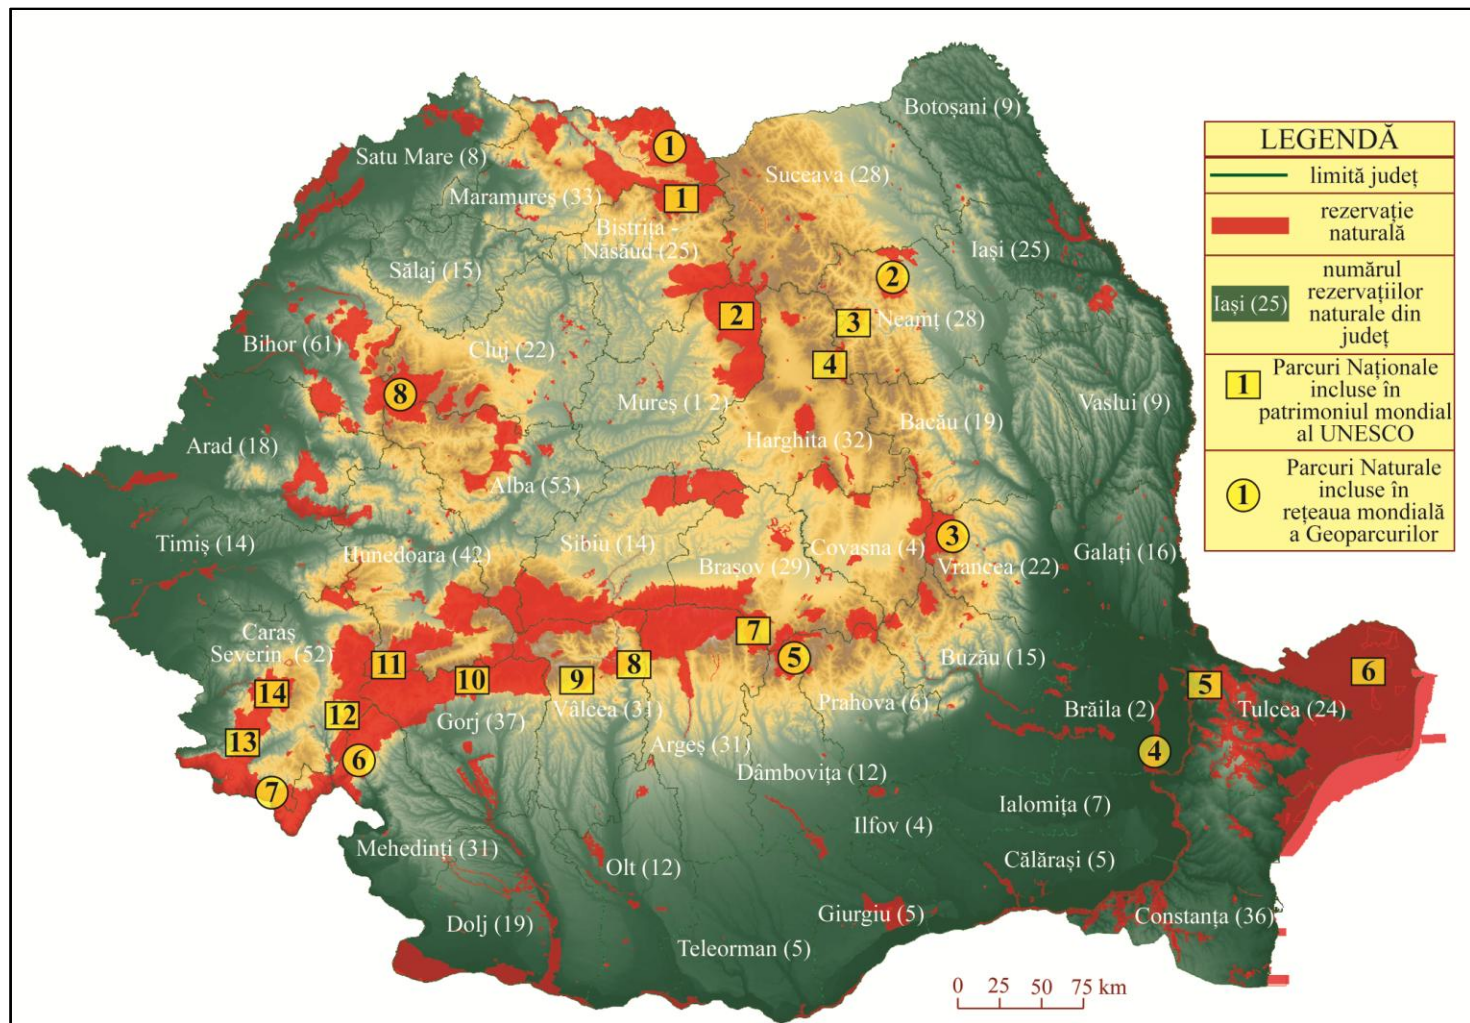 Botoșani (9)
LEGENDĂ
limită județ
rezervație
naturală
Iași (25)
numărul
rezervațiilor
naturale din
județ
1
Parcuri Naționale
incluse în
patrimoniul mondial
al UNESCO
1
Parcuri Naturale
incluse în
rețeaua mondială
a Geoparcurilor
1
Satu Mare (8)
Suceava (28)
Maramureș (33)
1
Bistrița -
Năsăud (25)
Iași (25)
Sălaj (15)
2
2
3
Neamț (28)
Bihor (61)
Cluj (22)
4
8
Mureș (1 2)
Bacău (19)
Vaslui (9)
Arad (18)
Harghita (32)
Alba (53)
Timiș (14)
Hunedoara (42)
Sibiu (14)
Brașov (29)
Covasna (4)
3
Vrancea (22)
Galați (16)
Caraș
Severin (52)
11
10
9
8
7
5
Buzău (15)
6
14
12
Gorj (37)
Vâlcea (31)
Prahova (6)
Brăila (2)
5
Tulcea (24)
13
6
Argeș (31)
4
7
Dâmbovița (12)
Ialomița (7)
Ilfov (4)
Mehedinți (31)
Olt (12)
Călărași (5)
Dolj (19)
Giurgiu (5)
Constanța (36)
Teleorman (5)
0 25 50 75 km